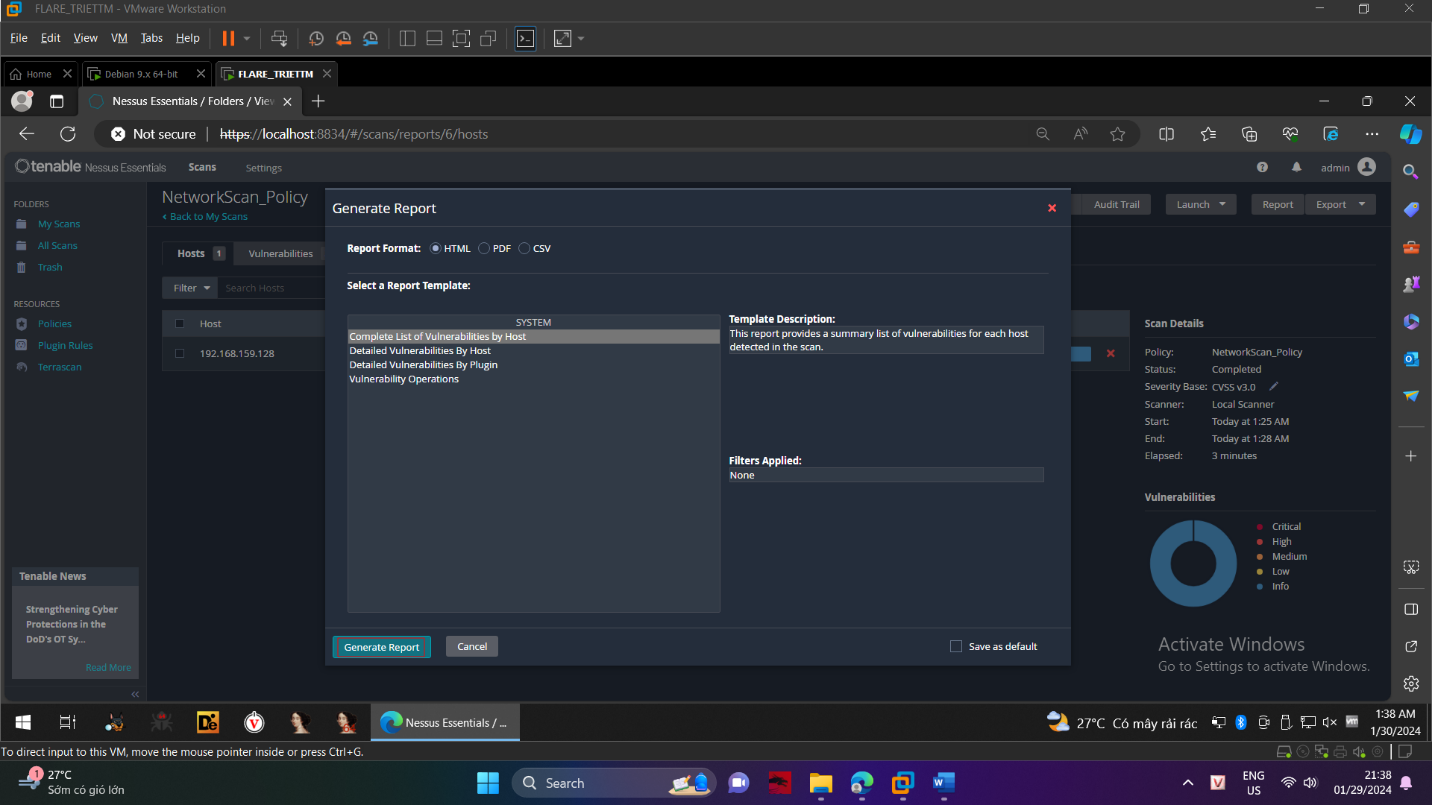 FLARE_TRIETTM - VMware Workstation
File Edit View VM Tabs Help
Home Debian 9.x 64-bit FLARE_TRIETTM
Nessus Essentials / Folders / Viev
Not secure https://localhost:8834/#/scans/reports/6/hosts
tenable Nessus Essentials Scans Settings admin
FOLDERS
My Scans
All Scans
Trash
RESOURCES
Policies
Plugin Rules
Terrascan
Tenable News
Strengthening Cyber
Protections in the
DoD's OT Sy...
Read More
NetworkScan_Policy
< Back to My Scans
Audit Trail Launch Report Export
Hosts 1 Vulnerabilities
Filter Search Hosts
Host
192.168.159.128
Generate Report
Report Format: HTML PDF CSV
Select a Report Template:
SYSTEM
Complete List of Vulnerabilities by Host
Detailed Vulnerabilities By Host
Detailed Vulnerabilities By Plugin
Vulnerability Operations
Template Description:
This report provides a summary list of vulnerabilities for each host
detected in the scan.
Filters Applied:
None
Generate Report Cancel Save as default
Scan Details
Policy: NetworkScan_Policy
Status: Completed
Severity Base: CVSS v3.0
Scanner: Local Scanner
Start: Today at 1:25 AM
End: Today at 1:28 AM
Elapsed: 3 minutes
Vulnerabilities
Critical
High
Medium
Low
Info
Activate Windows
Go to Settings to activate Windows.
Nessus Essentials / ... 27°C Có mây rải rác 1:38 AM
1/30/2024
To direct input to this VM, move the mouse pointer inside or press Ctrl+G.
1 27°C
Sớm có gió lớn
Search
ENG
US
21:38
01/29/2024